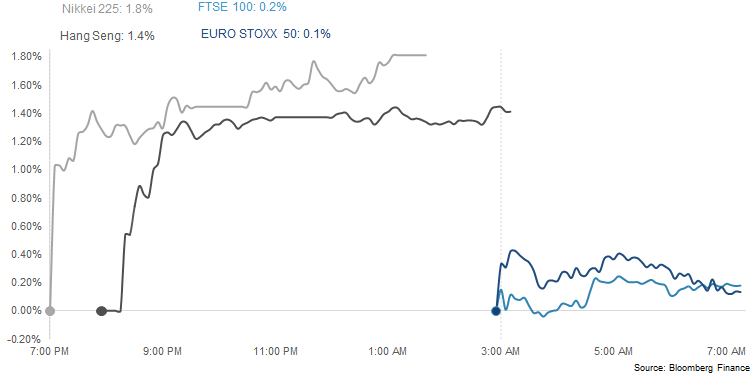 Nikkei 225: 1.8%
FTSE 100: 0.2%
Hang Seng: 1.4%
EURO STOXX 50: 0.1%
1.80%
1.60%
1.40%
1.20%
1.00%
0.80%
0.60%
0.40%
0.20%
0.00%
-0.20%
7:00 PM
9:00 PM
11:00 PM
1:00 AM
3:00 AM
5:00 AM
7:00 AM
Source: Bloomberg Finance